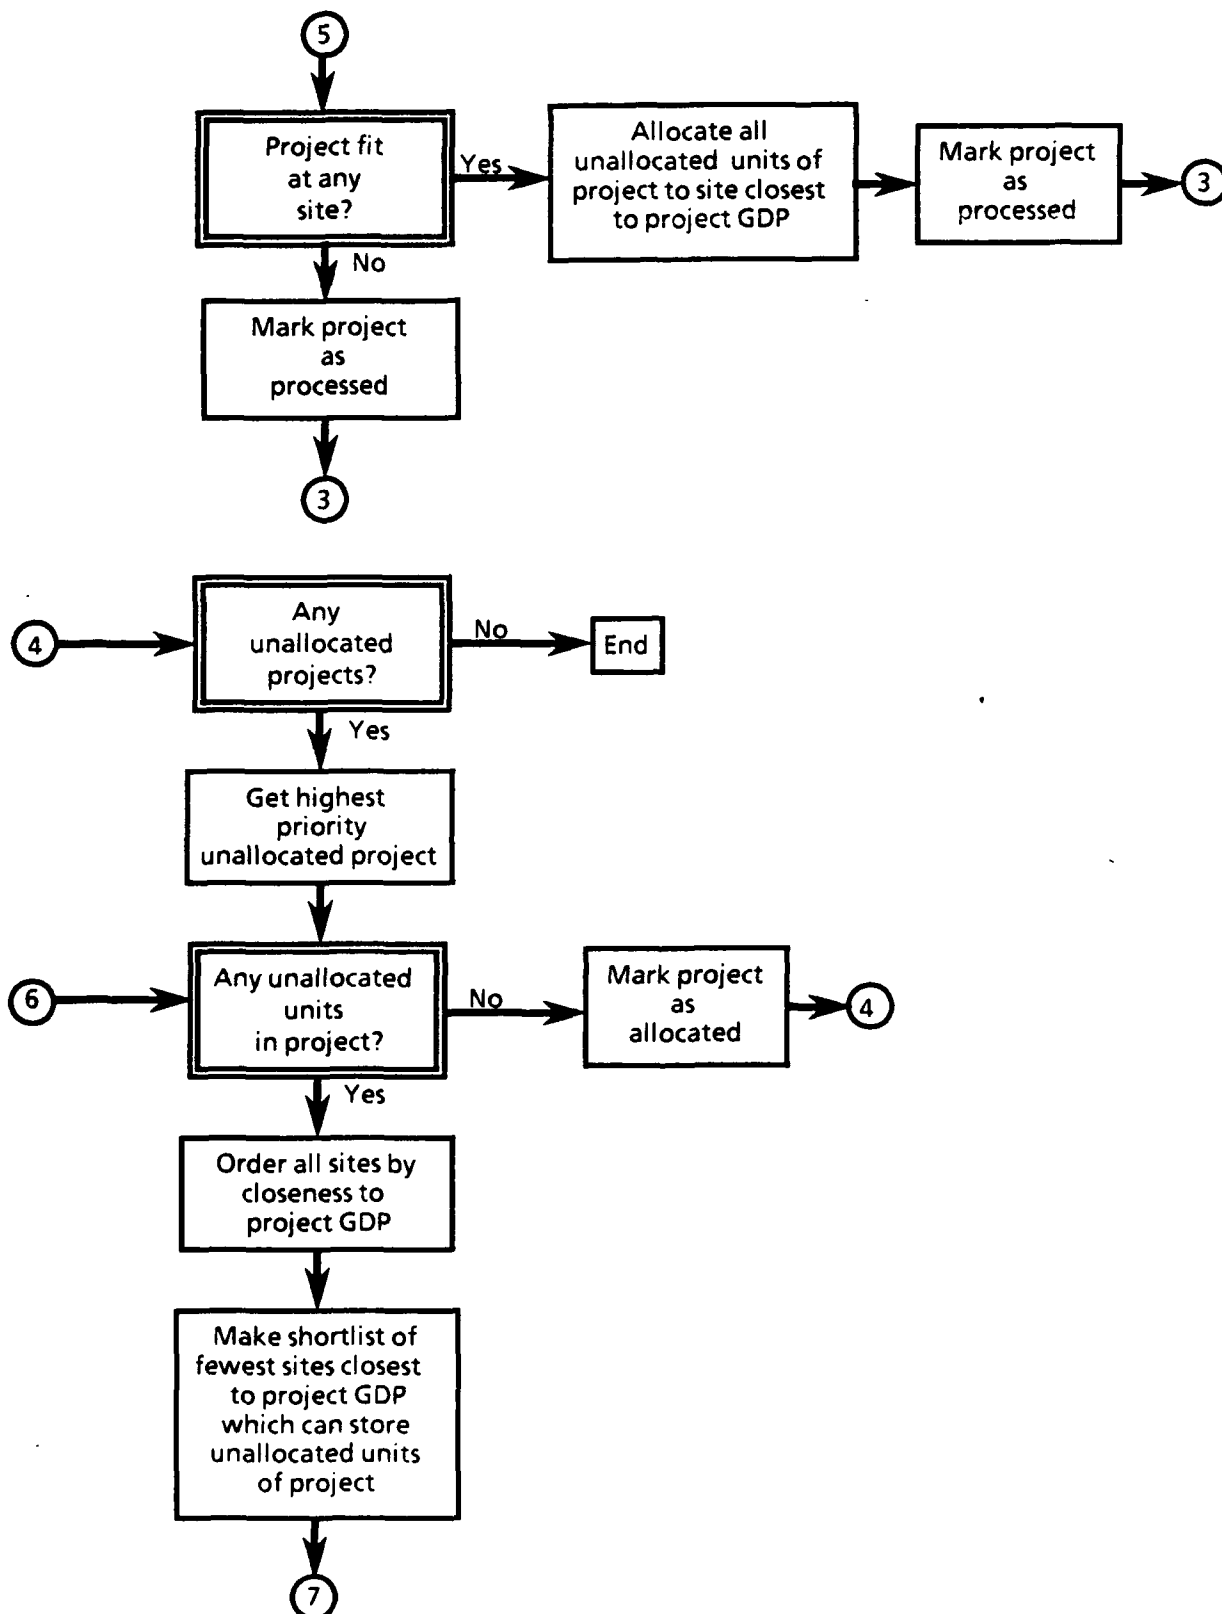 5
Project fit
at any
site?
Yes
Allocate all
unallocated units of
project to site closest
to project GDP
Mark project
as
processed
3
No
Mark project
as
processed
3
4
Any
unallocated
projects?
No
End
Yes
Get highest
priority
unallocated project
6
Any unallocated
units
in project?
No
Mark project
as
allocated
4
Yes
Order all sites by
closeness to
project GDP
Make shortlist of
fewest sites closest
to project GDP
which can store
unallocated units
of project
7